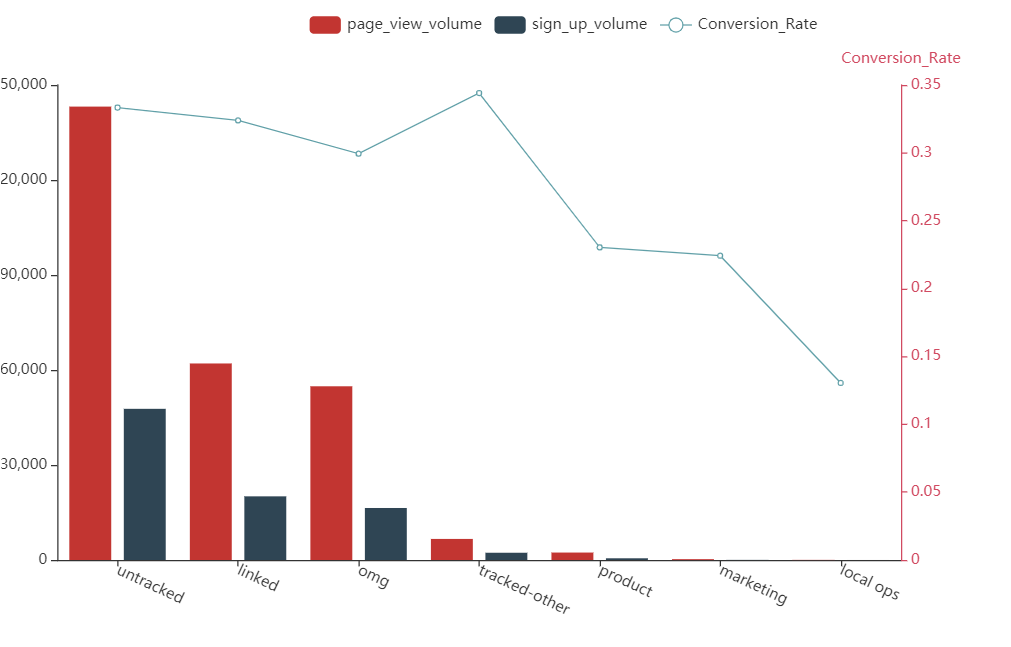 page_view_volume sign_up_volume Conversion_Rate
Conversion_Rate
50,000
20,000
90,000
60,000
30,000
0
0.35
0.3
0.25
0.2
0.15
0.1
0.05
0
untracked
linked
omg
tracked-other
product
marketing
local ops